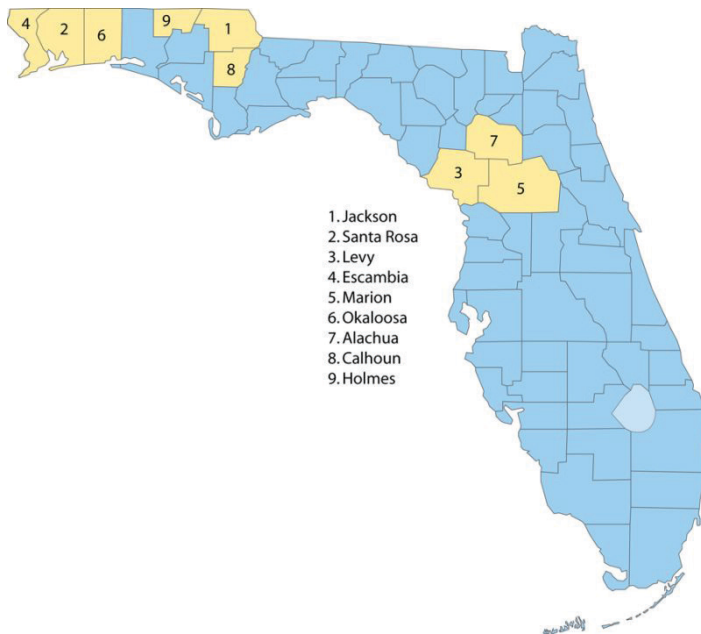 4
2
6
9
1
8
7
3
5
1. Jackson
2. Santa Rosa
3. Levy
4. Escambia
5. Marion
6. Okaloosa
7. Alachua
8. Calhoun
9. Holmes